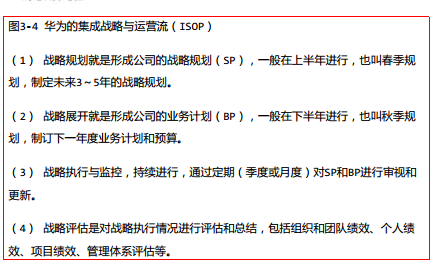 图3-4 华为的集成战略与运营流（ISOP）
（1） 战略规划就是形成公司的战略规划（SP），一般在上半年进行，也叫春季规
划，制定未来3～5年的战略规划。
（2） 战略展开就是形成公司的业务计划（BP），一般在下半年进行，也叫秋季规
划，制订下一年度业务计划和预算。
（3） 战略执行与监控，持续进行，通过定期（季度或月度）对SP和BP进行审视和
更新。
（4） 战略评估是对战略执行情况进行评估和总结，包括组织和团队绩效、个人绩
效、项目绩效、管理体系评估等。